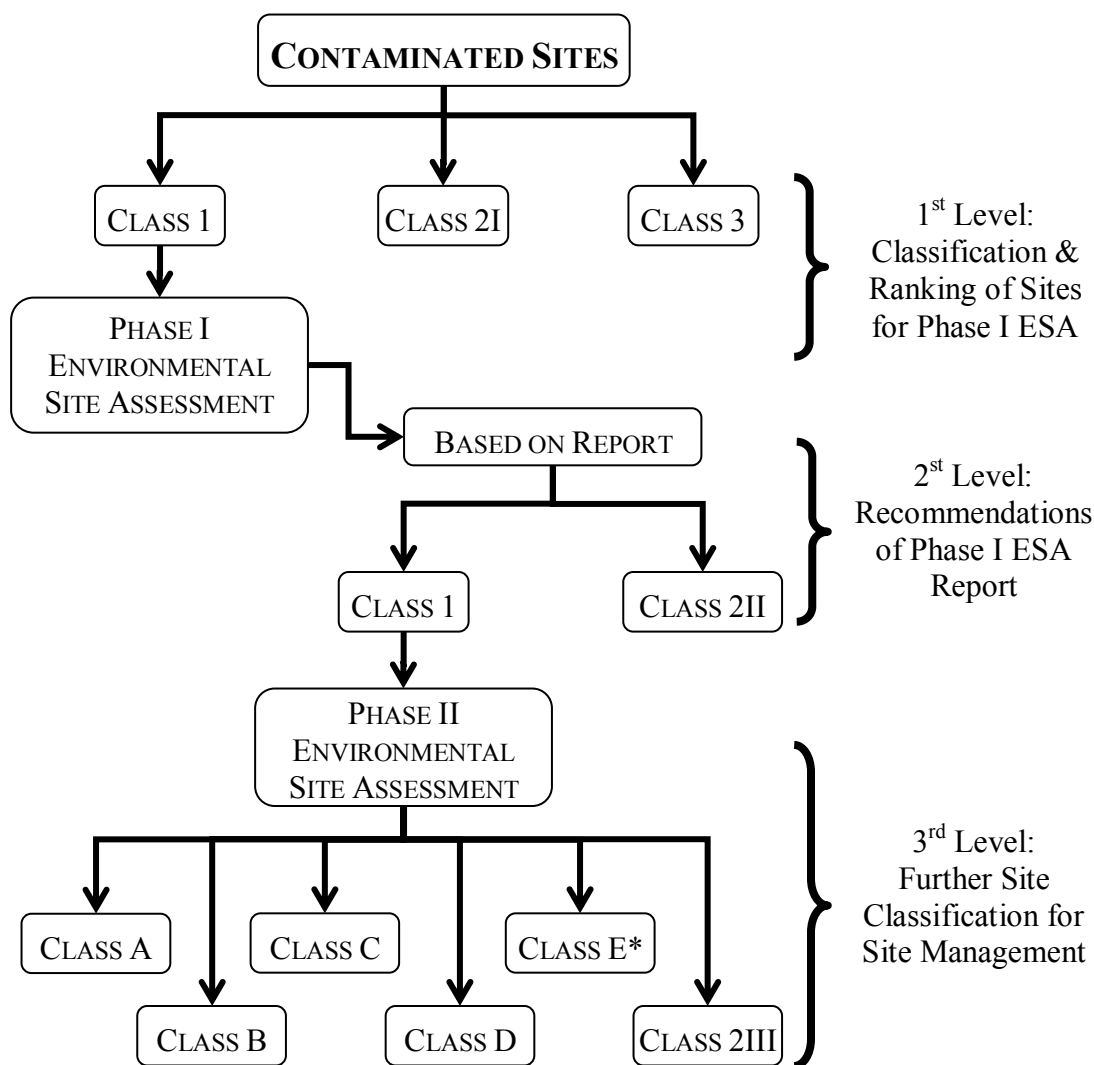 CONTAMINATED SITES
CLASS 1
CLASS 2I
CLASS 3
1st Level:
Classification &
Ranking of Sites
for Phase I ESA
PHASE I
ENVIRONMENTAL
SITE ASSESSMENT
BASED ON REPORT
2st Level:
Recommendations
of Phase I ESA
Report
CLASS 1
CLASS 2II
PHASE II
ENVIRONMENTAL
SITE ASSESSMENT
3rd Level:
Further Site
Classification for
Site Management
CLASS A
CLASS C
CLASS E*
CLASS B
CLASS D
CLASS 2III